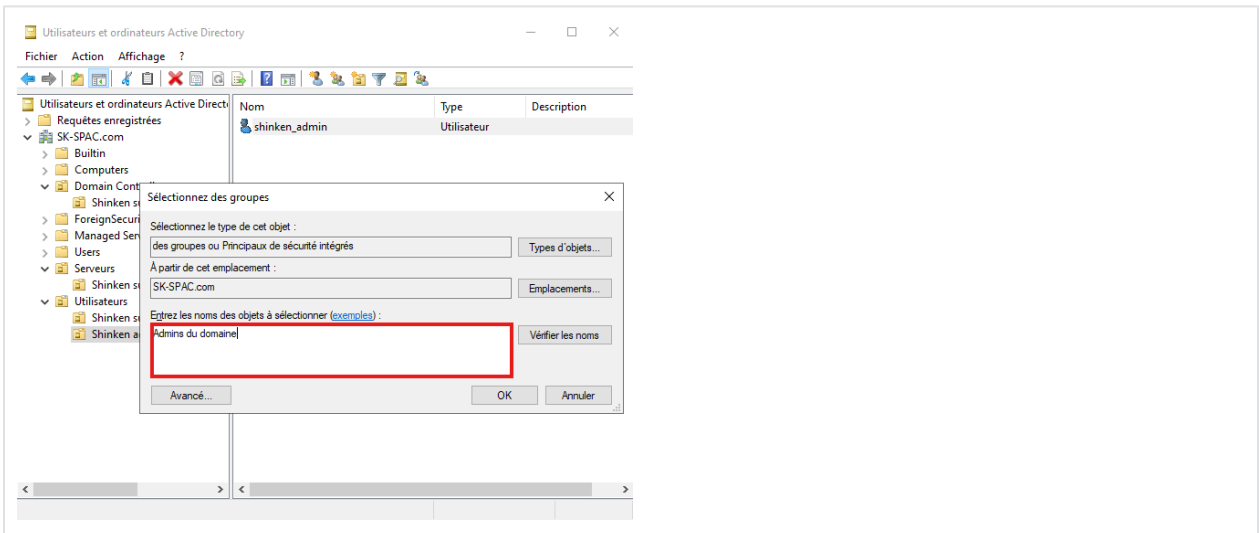 Utilisateurs et ordinateurs Active Directory
Fichier Action Affichage ?
Utilisateurs et ordinateurs Active Direct
Requêtes enregistrées
SK-SPAC.com
Builtin
Computers
Domain Cont
Shinken s
ForeignSecuri
Managed Ser
Users
Serveurs
Shinken s
Utilisateurs
Shinken s
Shinken a
Nom Type Description
shinken_admin Utilisateur
Sélectionnez des groupes
Sélectionnez le type de cet objet :
des groupes ou Principaux de sécurité intégrés Types d'objets...
À partir de cet emplacement :
SK-SPAC.com Emplacements...
Entrez les noms des objets à sélectionner (exemples) :
Admins du domaine Vérifier les noms
Avancé... OK Annuler